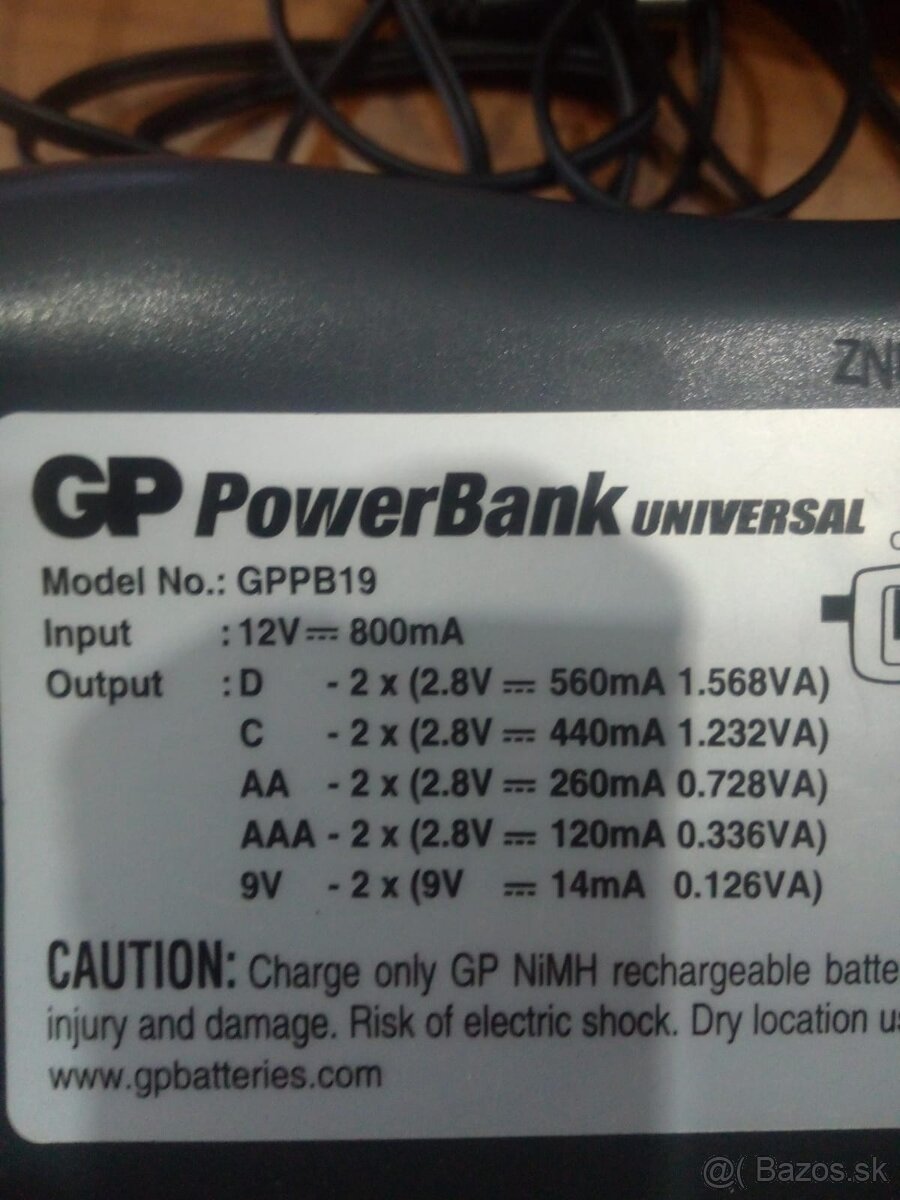 GP PowerBank UNIVERSAL
Model No.: GPPB19
Input : 12V⎓ 800mA
Output : D - 2 x (2.8V ⎓ 560mA 1.568VA)
C - 2 x (2.8V ⎓ 440mA 1.232VA)
AA - 2 x (2.8V ⎓ 260mA 0.728VA)
AAA - 2 x (2.8V ⎓ 120mA 0.336VA)
9V - 2 x (9V ⎓ 14mA 0.126VA)
CAUTION: Charge only GP NiMH rechargeable
injury and damage. Risk of electric shock. Dry location
www.gpbatteries.com
@( Bazos.sk